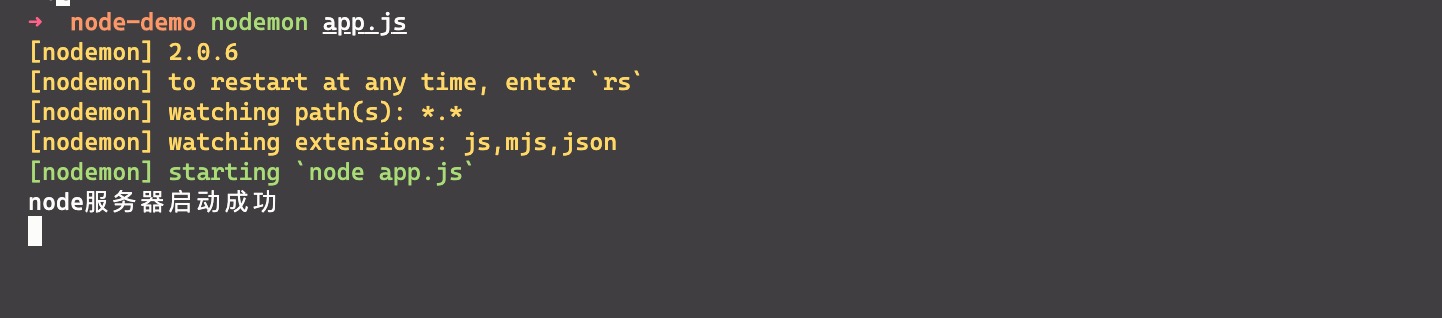 ➜  node-demo nodemon app.js
[nodemon] 2.0.6
[nodemon] to restart at any time, enter `rs`
[nodemon] watching path(s): *.*
[nodemon] watching extensions: js,mjs,json
[nodemon] starting `node app.js`
node服务器启动成功